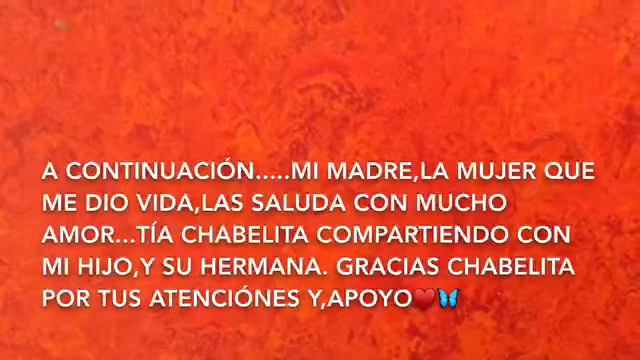 A CONTINUACIÓN.....MI MADRE,LA MUJER QUE
ME DIO VIDA,LAS SALUDA CON MUCHO
AMOR...TÍA CHABELITA COMPARTIENDO CON
MI HIJO,Y SU HERMANA. GRACIAS CHABELITA
POR TUS ATENCIÓNES Y,APOYO❤️🦋